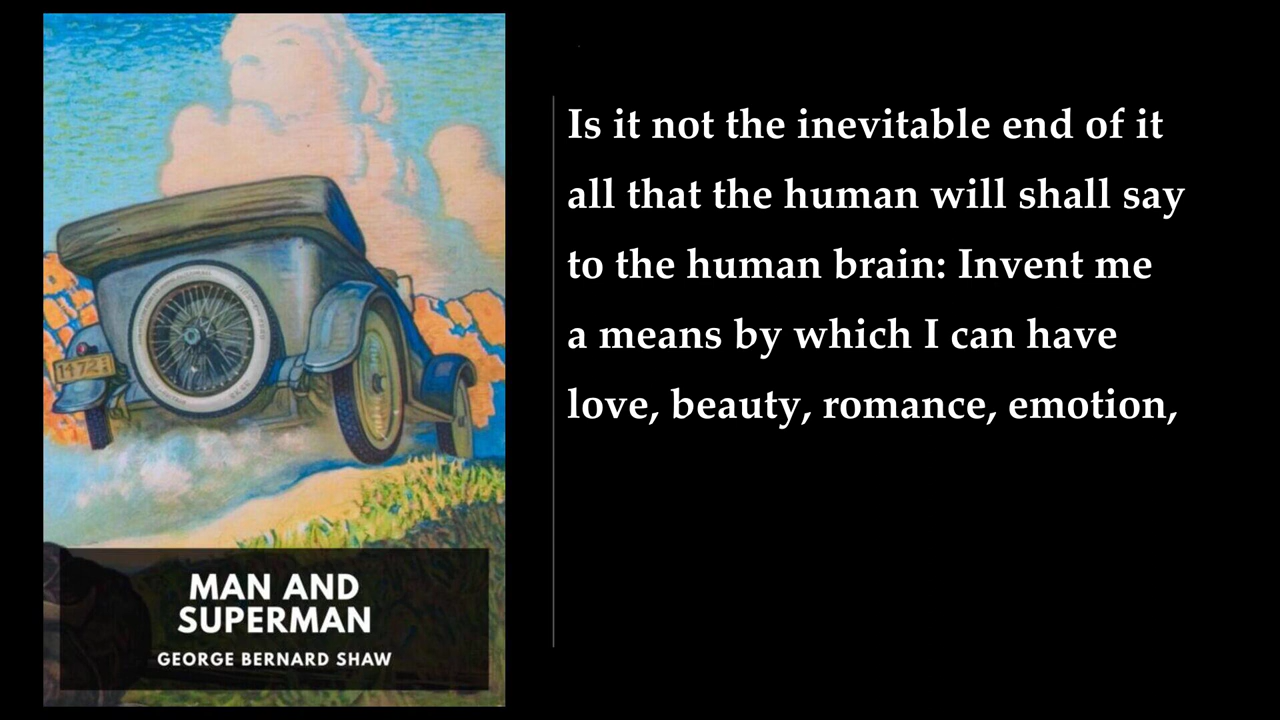 1472
MAN AND
SUPERMAN
GEORGE BERNARD SHAW
Is it not the inevitable end of it
all that the human will shall say
to the human brain: Invent me
a means by which I can have
love, beauty, romance, emotion,